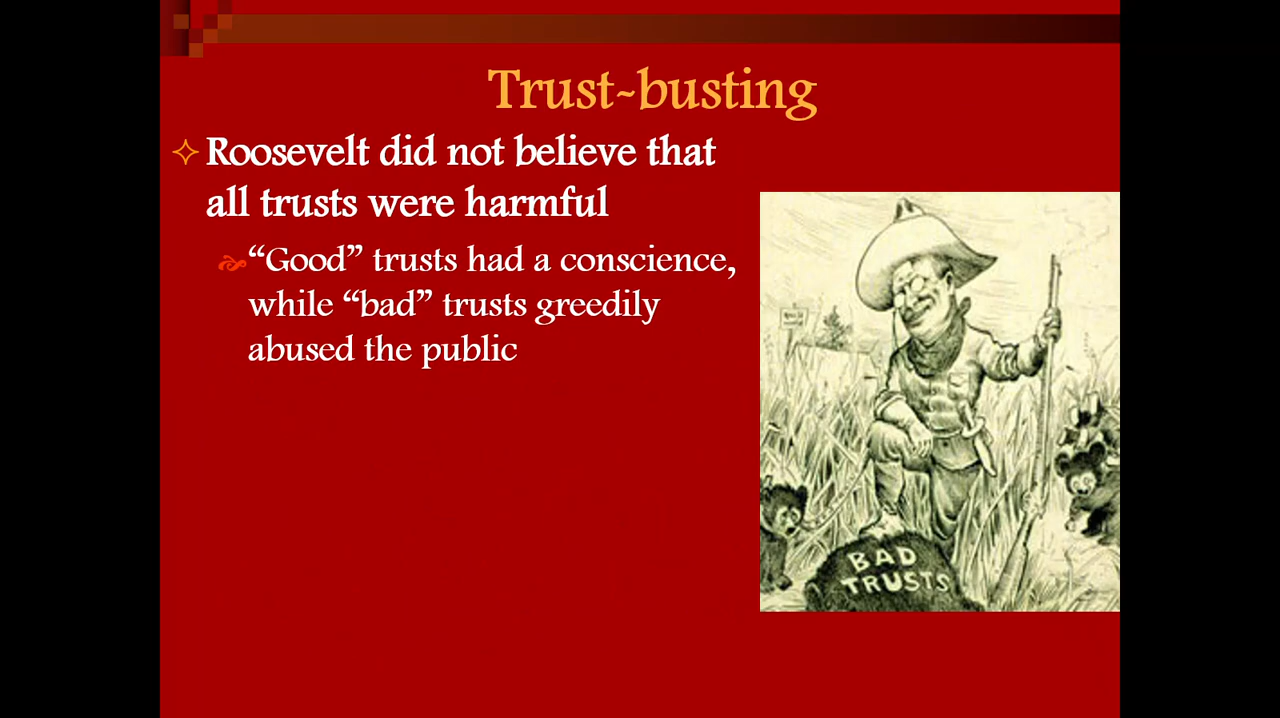 Trust-busting
Roosevelt did not believe that
all trusts were harmful
“Good” trusts had a conscience,
while “bad” trusts greedily
abused the public
BAD
TRUSTS